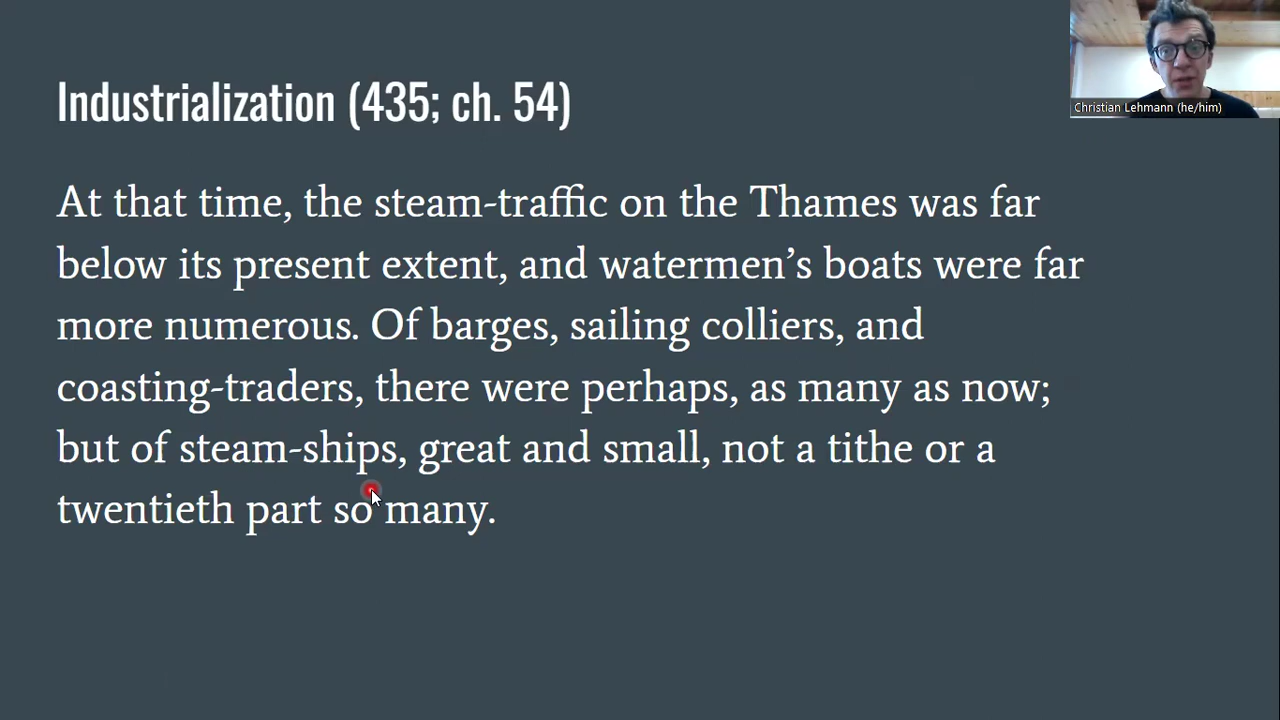 Christian Lehmann (he/him)
Industrialization (435; ch. 54)
At that time, the steam-traffic on the Thames was far
below its present extent, and watermen’s boats were far
more numerous. Of barges, sailing colliers, and
coasting-traders, there were perhaps, as many as now;
but of steam-ships, great and small, not a tithe or a
twentieth part so many.